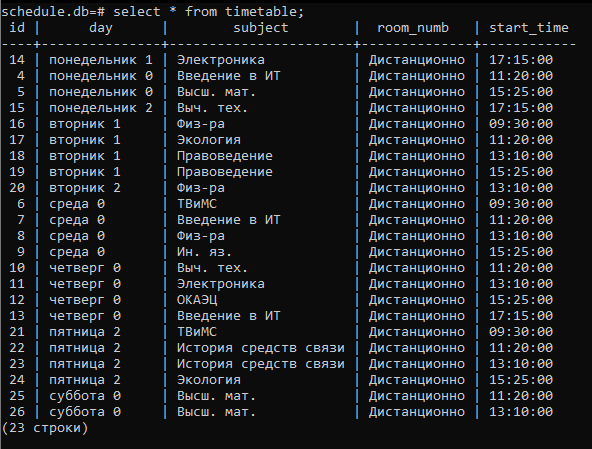 schedule.db=# select * from timetable;
 id |     day      |       subject        |  room_numb   | start_time
----+--------------+----------------------+--------------+------------
 14 | понедельник 1 | Электроника | Дистанционно | 17:15:00
  4 | понедельник 0 | Введение в ИТ | Дистанционно | 11:20:00
  5 | понедельник 0 | Высш. мат. | Дистанционно | 15:25:00
 15 | понедельник 2 | Выч. тех. | Дистанционно | 17:15:00
 16 | вторник 1 | Физ-ра | Дистанционно | 09:30:00
 17 | вторник 1 | Экология | Дистанционно | 11:20:00
 18 | вторник 1 | Правоведение | Дистанционно | 13:10:00
 19 | вторник 1 | Правоведение | Дистанционно | 15:25:00
 20 | вторник 2 | Физ-ра | Дистанционно | 13:10:00
  6 | среда 0 | ТВиМС | Дистанционно | 09:30:00
  7 | среда 0 | Введение в ИТ | Дистанционно | 11:20:00
  8 | среда 0 | Физ-ра | Дистанционно | 13:10:00
  9 | среда 0 | Ин. яз. | Дистанционно | 15:25:00
 10 | четверг 0 | Выч. тех. | Дистанционно | 11:20:00
 11 | четверг 0 | Электроника | Дистанционно | 13:10:00
 12 | четверг 0 | ОКАЭЦ | Дистанционно | 15:25:00
 13 | четверг 0 | Введение в ИТ | Дистанционно | 17:15:00
 21 | пятница 2 | ТВиМС | Дистанционно | 09:30:00
 22 | пятница 2 | История средств связи | Дистанционно | 11:20:00
 23 | пятница 2 | История средств связи | Дистанционно | 13:10:00
 24 | пятница 2 | Экология | Дистанционно | 15:25:00
 25 | суббота 0 | Высш. мат. | Дистанционно | 11:20:00
 26 | суббота 0 | Высш. мат. | Дистанционно | 13:10:00
(23 строки)